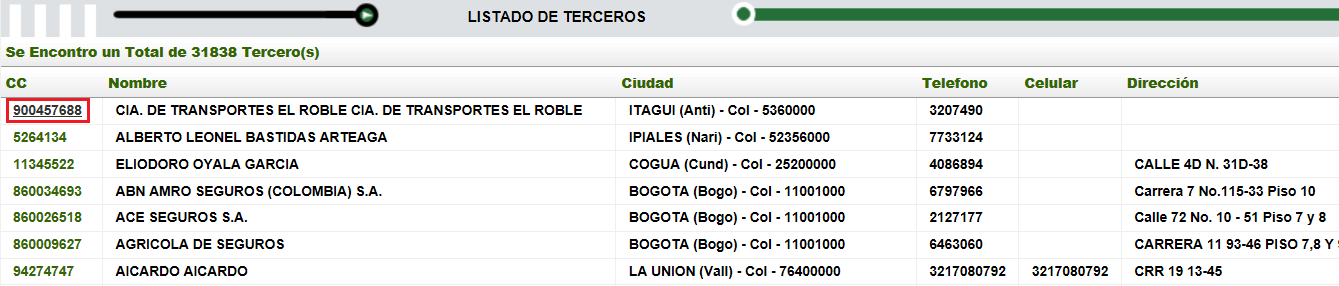 LISTADO DE TERCEROS
Se Encontro un Total de 31838 Tercero(s)
CC Nombre Ciudad Telefono Celular Dirección
900457688 CIA. DE TRANSPORTES EL ROBLE CIA. DE TRANSPORTES EL ROBLE ITAGUI (Anti) - Col - 5360000 3207490
5264134 ALBERTO LEONEL BASTIDAS ARTEAGA IPIALES (Nari) - Col - 52356000 7733124
11345522 ELIODORO OYALA GARCIA COGUA (Cund) - Col - 25200000 4086894 CALLE 4D N. 31D-38
860034693 ABN AMRO SEGUROS (COLOMBIA) S.A. BOGOTA (Bogo) - Col - 11001000 6797966 Carrera 7 No.115-33 Piso 10
860026518 ACE SEGUROS S.A. BOGOTA (Bogo) - Col - 11001000 2127177 Calle 72 No. 10 - 51 Piso 7 y 8
860009627 AGRICOLA DE SEGUROS BOGOTA (Bogo) - Col - 11001000 6463060 CARRERA 11 93-46 PISO 7,8 Y
94274747 AICARDO AICARDO LA UNION (Vall) - Col - 76400000 3217080792 3217080792 CRR 19 13-45